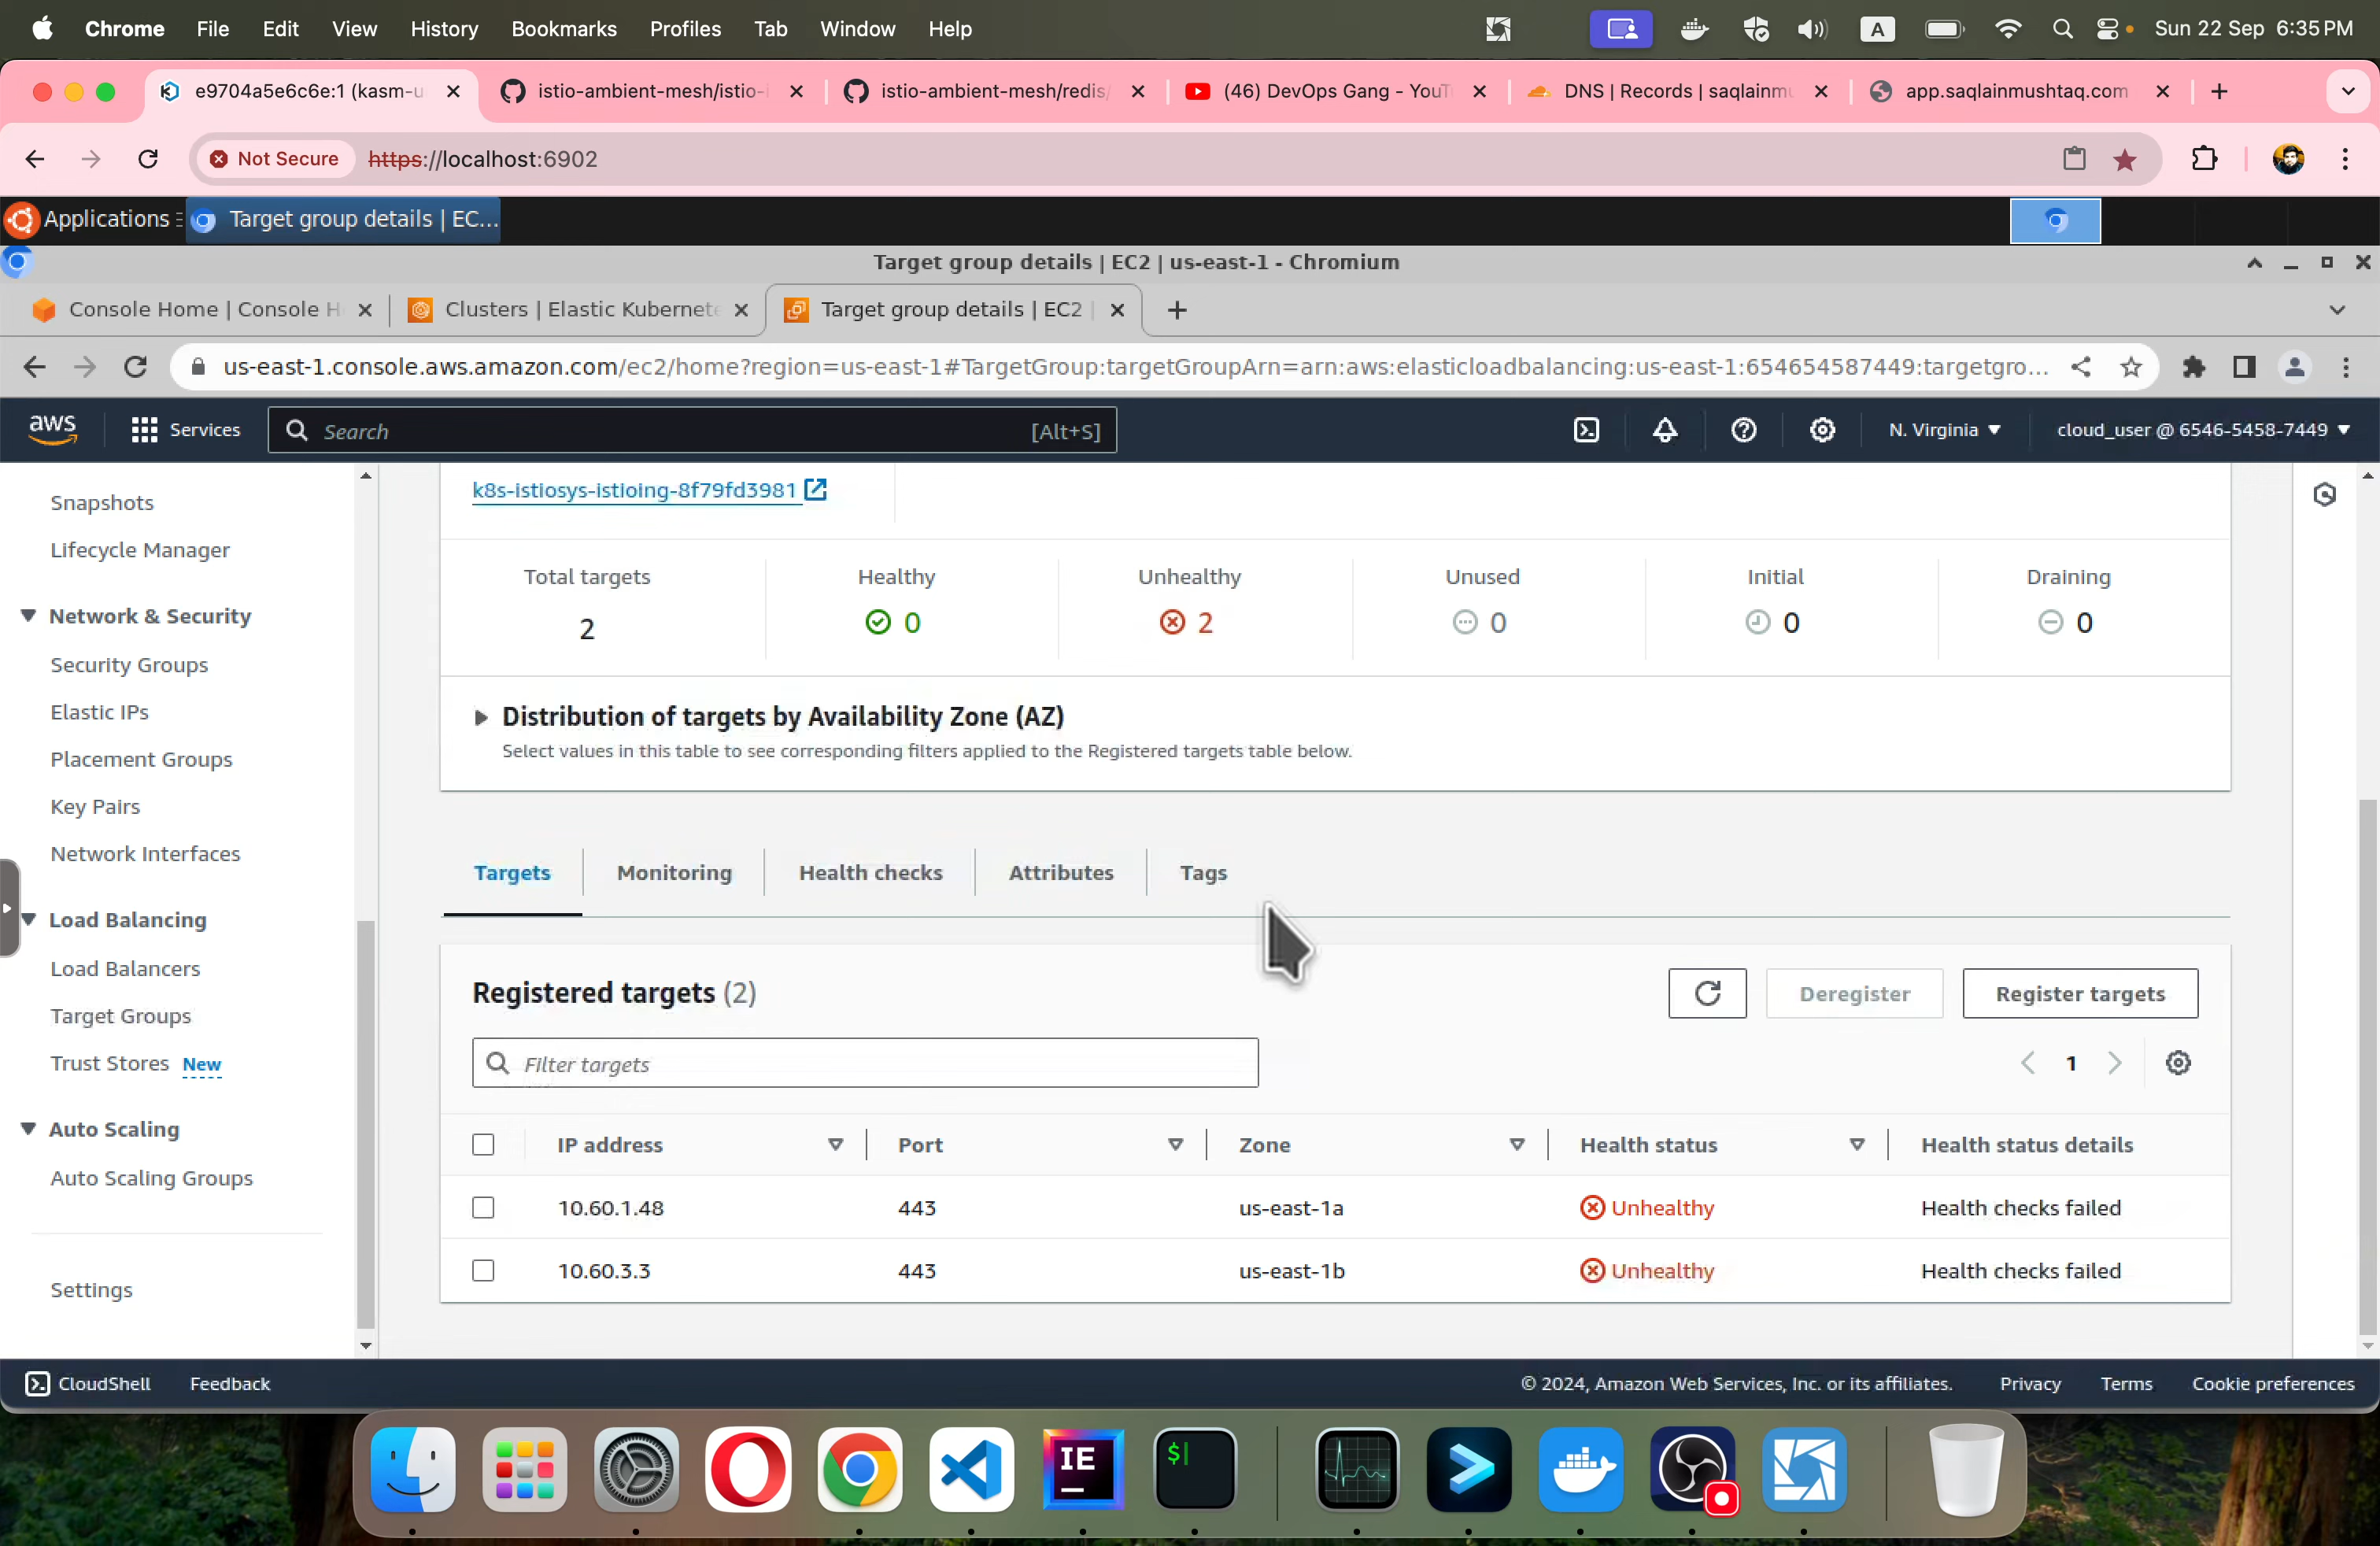 Chrome File Edit View History Bookmarks Profiles Tab Window Help A Sun 22 Sep 6:35 PM
e9704a5e6c6e:1 (kasm-u istio-ambient-mesh/istio- istio-ambient-mesh/redis/ (46) DevOps Gang - YouT DNS | Records | saqlainmu app.saqlainmushtaq.com
Not Secure https://localhost:6902
Applications Target group details | EC...
Target group details | EC2 | us-east-1 - Chromium
Console Home | Console H Clusters | Elastic Kubernete Target group details | EC2 |
us-east-1.console.aws.amazon.com/ec2/home?region=us-east-1#TargetGroup:targetGroupArn=arn:aws:elasticloadbalancing:us-east-1:654654587449:targetgro...
aws Services Search [Alt+S] N. Virginia cloud_user @ 6546-5458-7449
Snapshots
Lifecycle Manager
Network & Security
Security Groups
Elastic IPs
Placement Groups
Key Pairs
Network Interfaces
Load Balancing
Load Balancers
Target Groups
Trust Stores New
Auto Scaling
Auto Scaling Groups
Settings
k8s-istiosys-istioing-8f79fd3981
Total targets Healthy Unhealthy Unused Initial Draining
2 0 2 0 0 0
Distribution of targets by Availability Zone (AZ)
Select values in this table to see corresponding filters applied to the Registered targets table below.
Targets Monitoring Health checks Attributes Tags
Registered targets (2) Deregister Register targets
Filter targets 1
IP address Port Zone Health status Health status details
10.60.1.48 443 us-east-1a Unhealthy Health checks failed
10.60.3.3 443 us-east-1b Unhealthy Health checks failed
CloudShell Feedback © 2024, Amazon Web Services, Inc. or its affiliates. Privacy Terms Cookie preferences
IE $